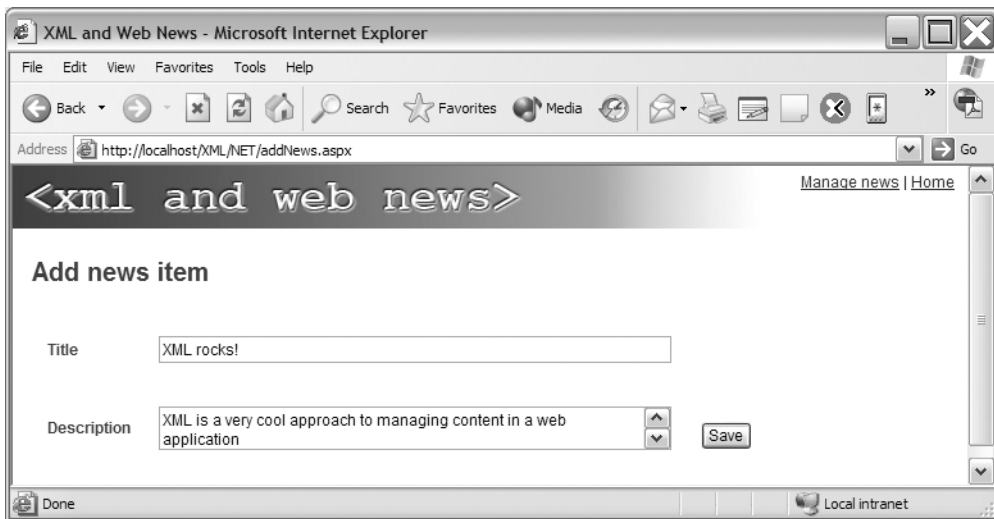 XML and Web News - Microsoft Internet Explorer
File Edit View Favorites Tools Help
Back Search Favorites Media »
Address http://localhost/XML/NET/addNews.aspx Go
<xml and web news> Manage news | Home
Add news item
Title XML rocks!
Description XML is a very cool approach to managing content in a web
application
Save
Done Local intranet